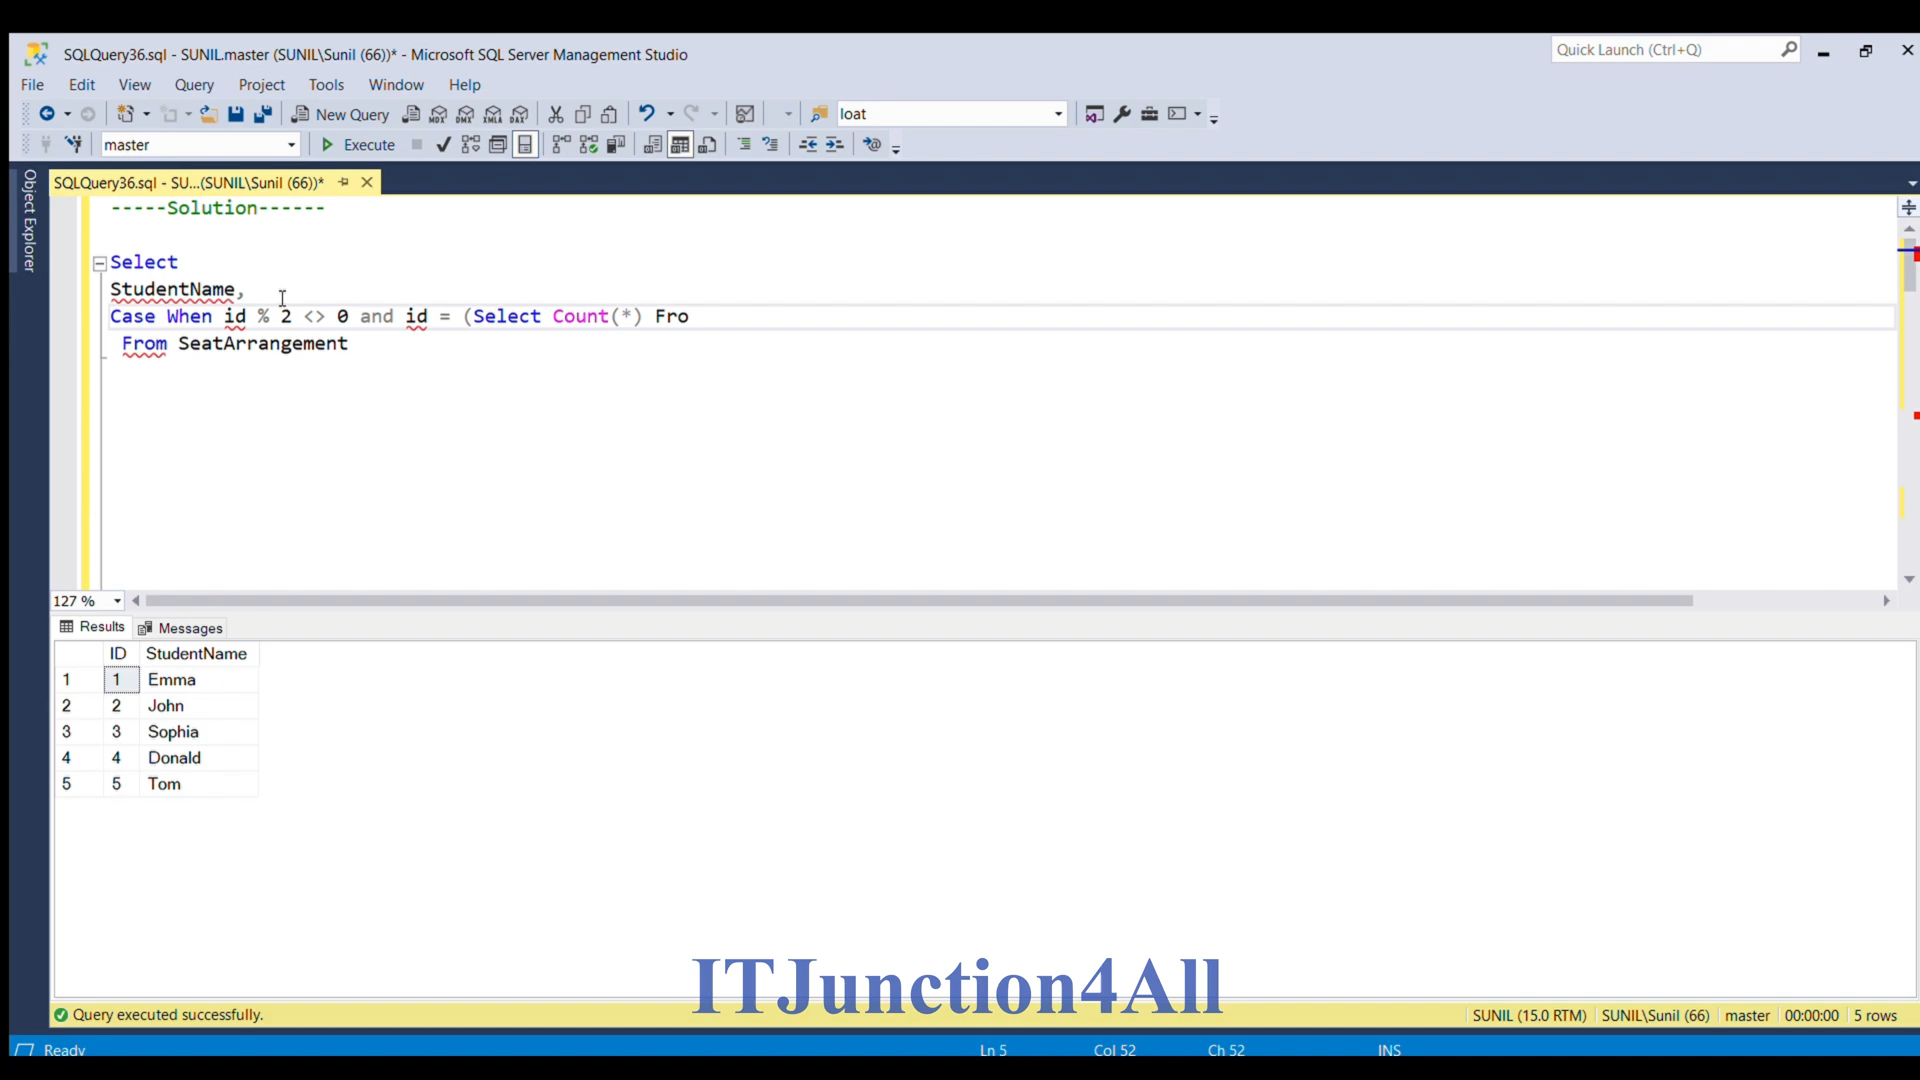 SQLQuery36.sql - SUNIL.master (SUNIL\Sunil (66))* - Microsoft SQL Server Management Studio
Quick Launch (Ctrl+Q)
File Edit View Query Project Tools Window Help
New Query MDX DMX XMLA DAX loat
master Execute
Object Explorer
SQLQuery36.sql - SU...(SUNIL\Sunil (66))*
-----Solution------
Select
StudentName,
Case When id % 2 <> 0 and id = (Select Count(*) Fro
From SeatArrangement
127 %
Results Messages
ID StudentName
1 1 Emma
2 2 John
3 3 Sophia
4 4 Donald
5 5 Tom
ITJunction4All
Query executed successfully. SUNIL (15.0 RTM) SUNIL\Sunil (66) master 00:00:00 5 rows
Ready Ln 5 Col 52 Ch 52 INS